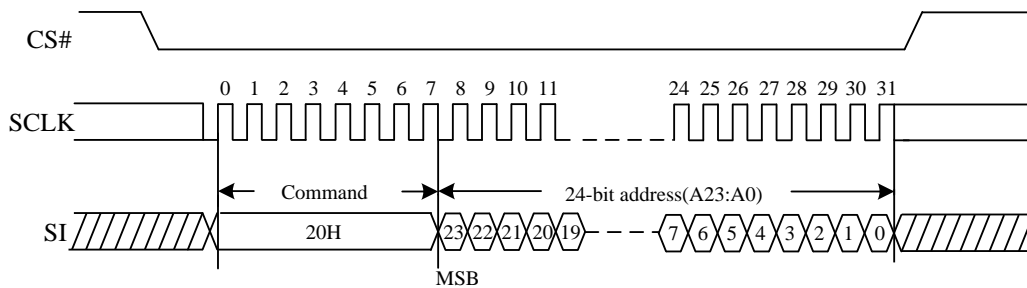 CS#
0 1 2 3 4 5 6 7 8 9 10 11 24 25 26 27 28 29 30 31
SCLK
Command 24-bit address(A23:A0)
SI 20H 23 22 21 20 19 7 6 5 4 3 2 1 0
MSB